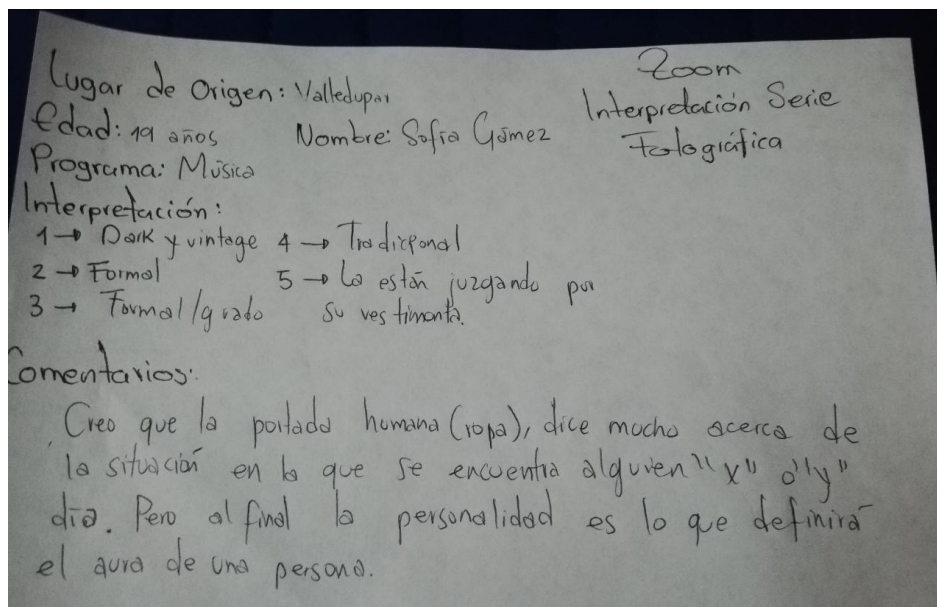 Zoom
Interpretación Serie
Fotográfica
Lugar de Origen: Valledupar
Edad: 19 años Nombre: Sofía Gómez
Programa: Música
Interpretación:
1 → Dark y vintage 4 → Tradicional
2 → Formal 5 → La están juzgando por
3 → Formal/grado su vestimenta.
Comentarios:
Creo que la portada humana (ropa), dice mucho acerca de
la situación en la que se encuentra alguien "x" o "y"
día. Pero al final la personalidad es lo que definirá
el aura de una persona.